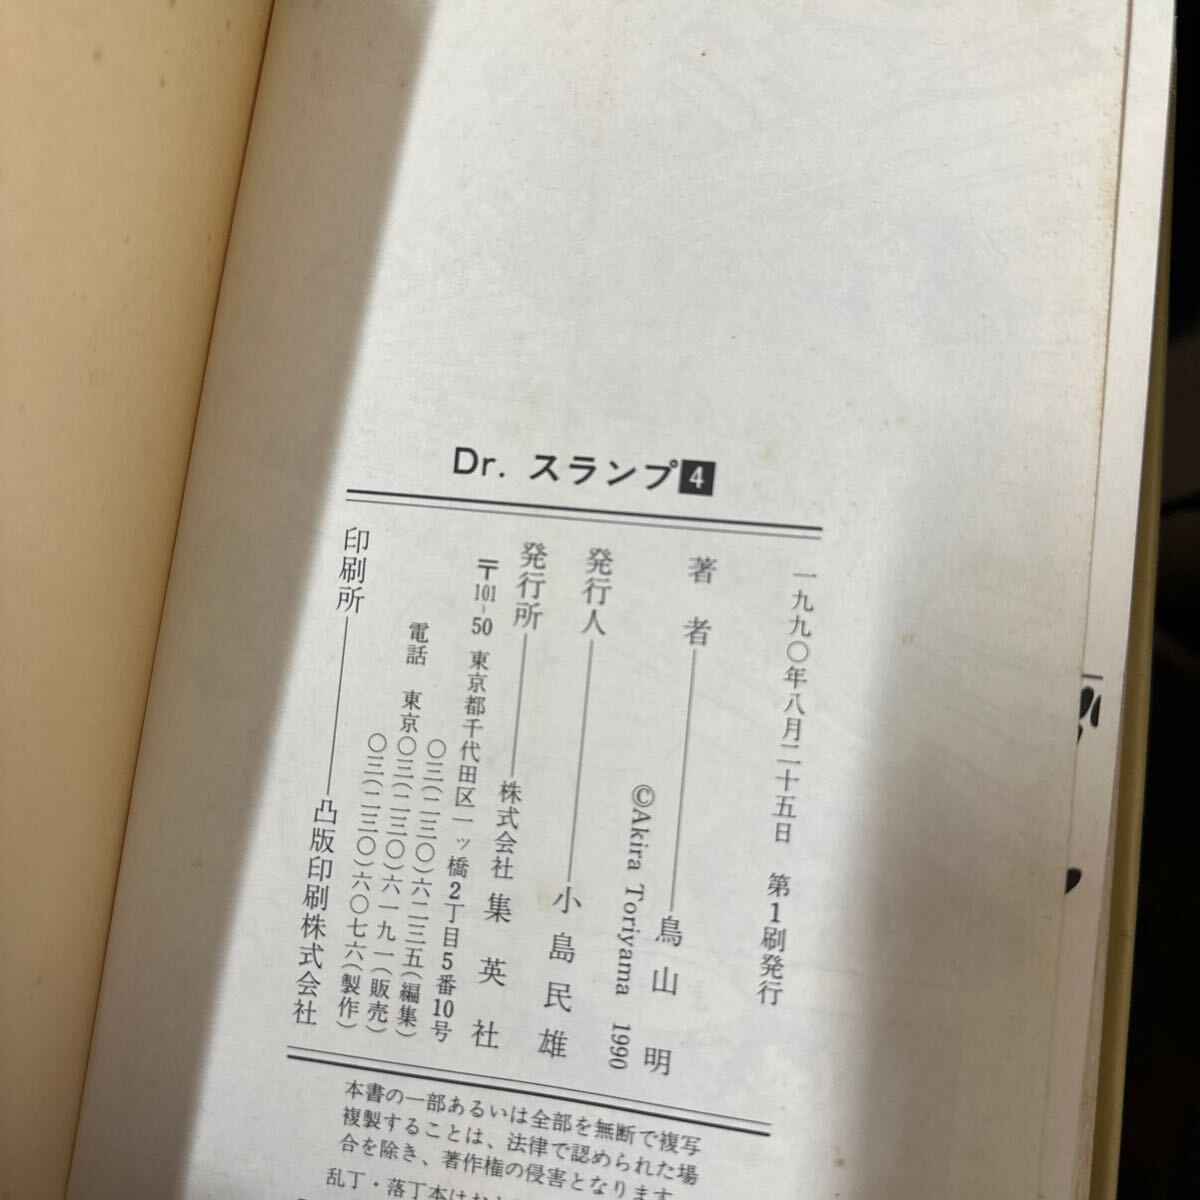 Dr. スランプ 4
一九九〇年八月二十五日　第1刷発行
著　者――鳥　山　明
©Akira Toriyama 1990
発行人――小　島　民　雄
発行所――株式会社　集　英　社
〒101-50　東京都千代田区一ツ橋2丁目5番10号
〇三(二三〇)六二三五(編集)
電話　東京〇三(二三〇)六一九一(販売)
〇三(二三〇)六〇七六(製作)
印刷所――凸版印刷株式会社
本書の一部あるいは全部を無断で複写
複製することは、法律で認められた場
合を除き、著作権の侵害となります
乱丁・落丁本は